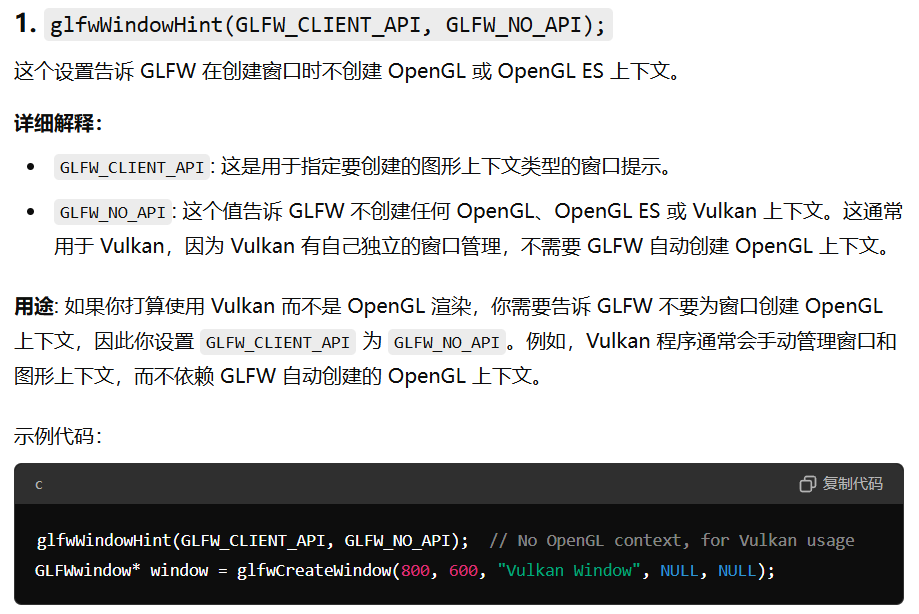 1. glfwWindowHint(GLFW_CLIENT_API, GLFW_NO_API);
这个设置告诉 GLFW 在创建窗口时不创建 OpenGL 或 OpenGL ES 上下文。
详细解释：
• GLFW_CLIENT_API: 这是用于指定要创建的图形上下文类型的窗口提示。
• GLFW_NO_API: 这个值告诉 GLFW 不创建任何 OpenGL、OpenGL ES 或 Vulkan 上下文。这通常
用于 Vulkan，因为 Vulkan 有自己独立的窗口管理，不需要 GLFW 自动创建 OpenGL 上下文。
用途: 如果你打算使用 Vulkan 而不是 OpenGL 渲染，你需要告诉 GLFW 不要为窗口创建 OpenGL
上下文，因此你设置 GLFW_CLIENT_API 为 GLFW_NO_API。例如，Vulkan 程序通常会手动管理窗口和
图形上下文，而不依赖 GLFW 自动创建的 OpenGL 上下文。
示例代码：
c 复制代码
glfwWindowHint(GLFW_CLIENT_API, GLFW_NO_API);  // No OpenGL context, for Vulkan usage
GLFWwindow* window = glfwCreateWindow(800, 600, "Vulkan Window", NULL, NULL);